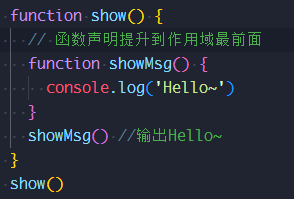 function show() {
  // 函数声明提升到作用域最前面
  function showMsg() {
    console.log('Hello~')
  }
  showMsg() //输出Hello~
}
show()